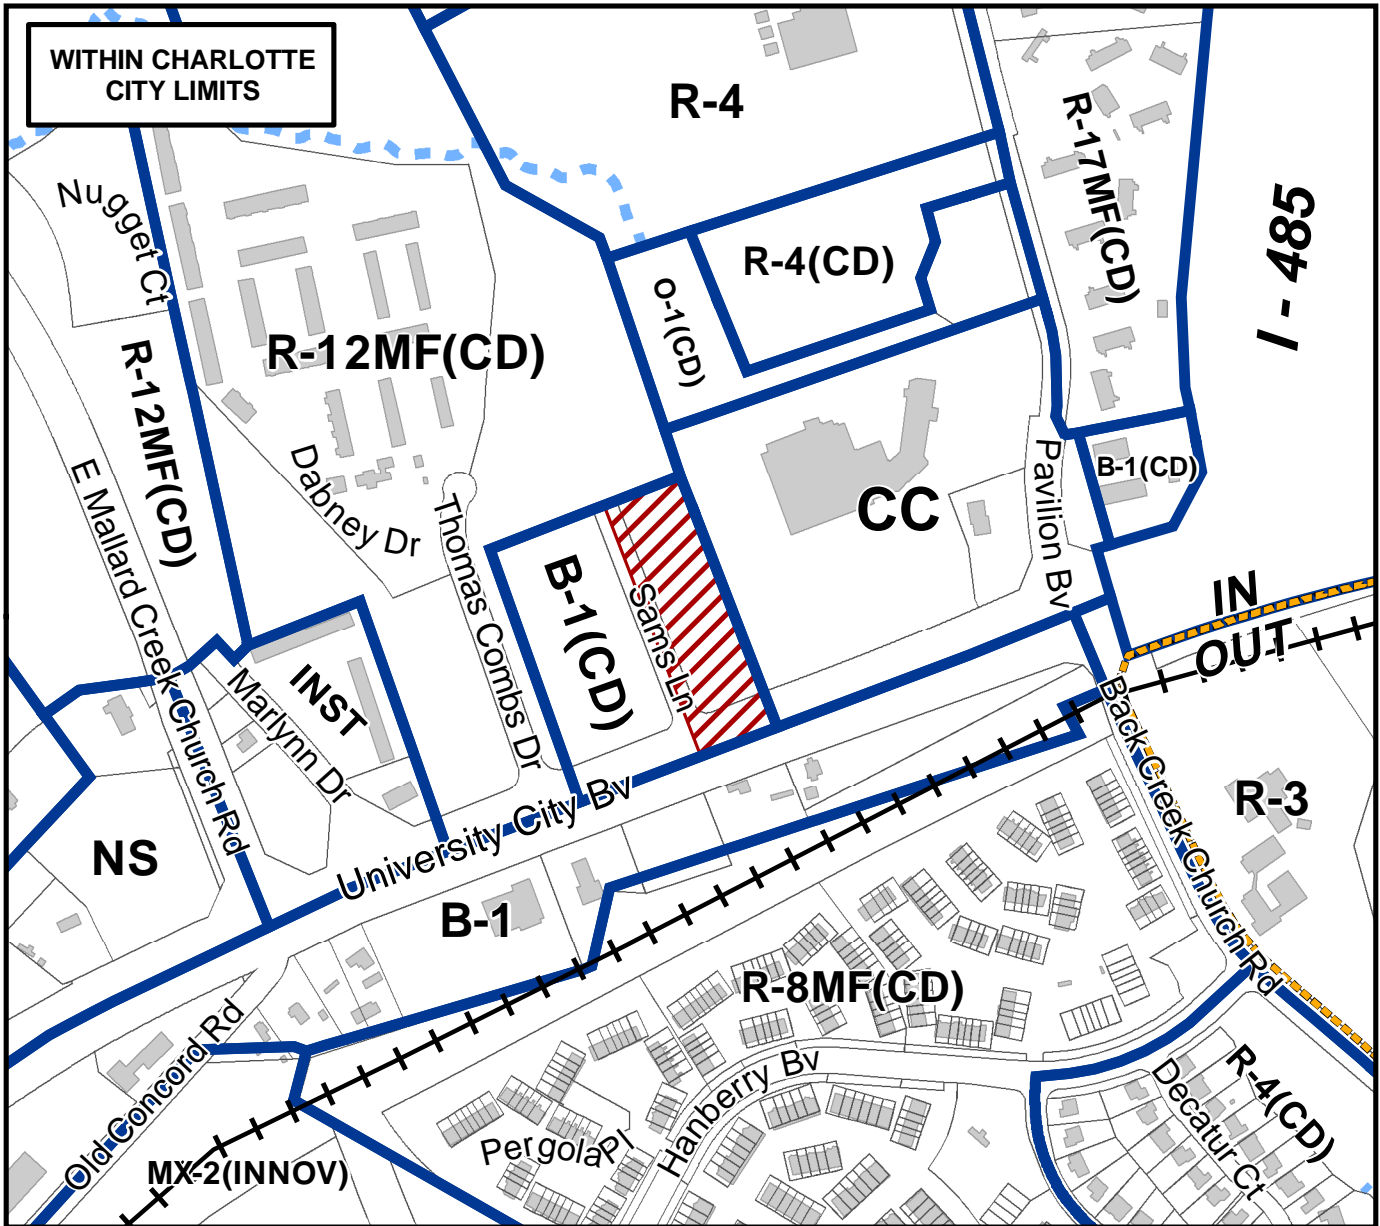 WITHIN CHARLOTTE
CITY LIMITS
R-4
R-17MF(CD)
I - 485
Nugget Ct
R-4(CD)
O-1(CD)
R-12MF(CD)
R-12MF(CD)
Dabney Dr
E Mallard Creek Church Rd
Thomas Combs Dr
CC
Pavilion Bv
B-1(CD)
B-1(CD)
Sams Ln
IN
OUT
INST
Marlynn Dr
Back Creek Church Rd
University City Bv
R-3
NS
B-1
R-8MF(CD)
Old Concord Rd
Hanberry Bv
Pergola Pl
Decatur Ct
R-4(CD)
MX-2(INNOV)